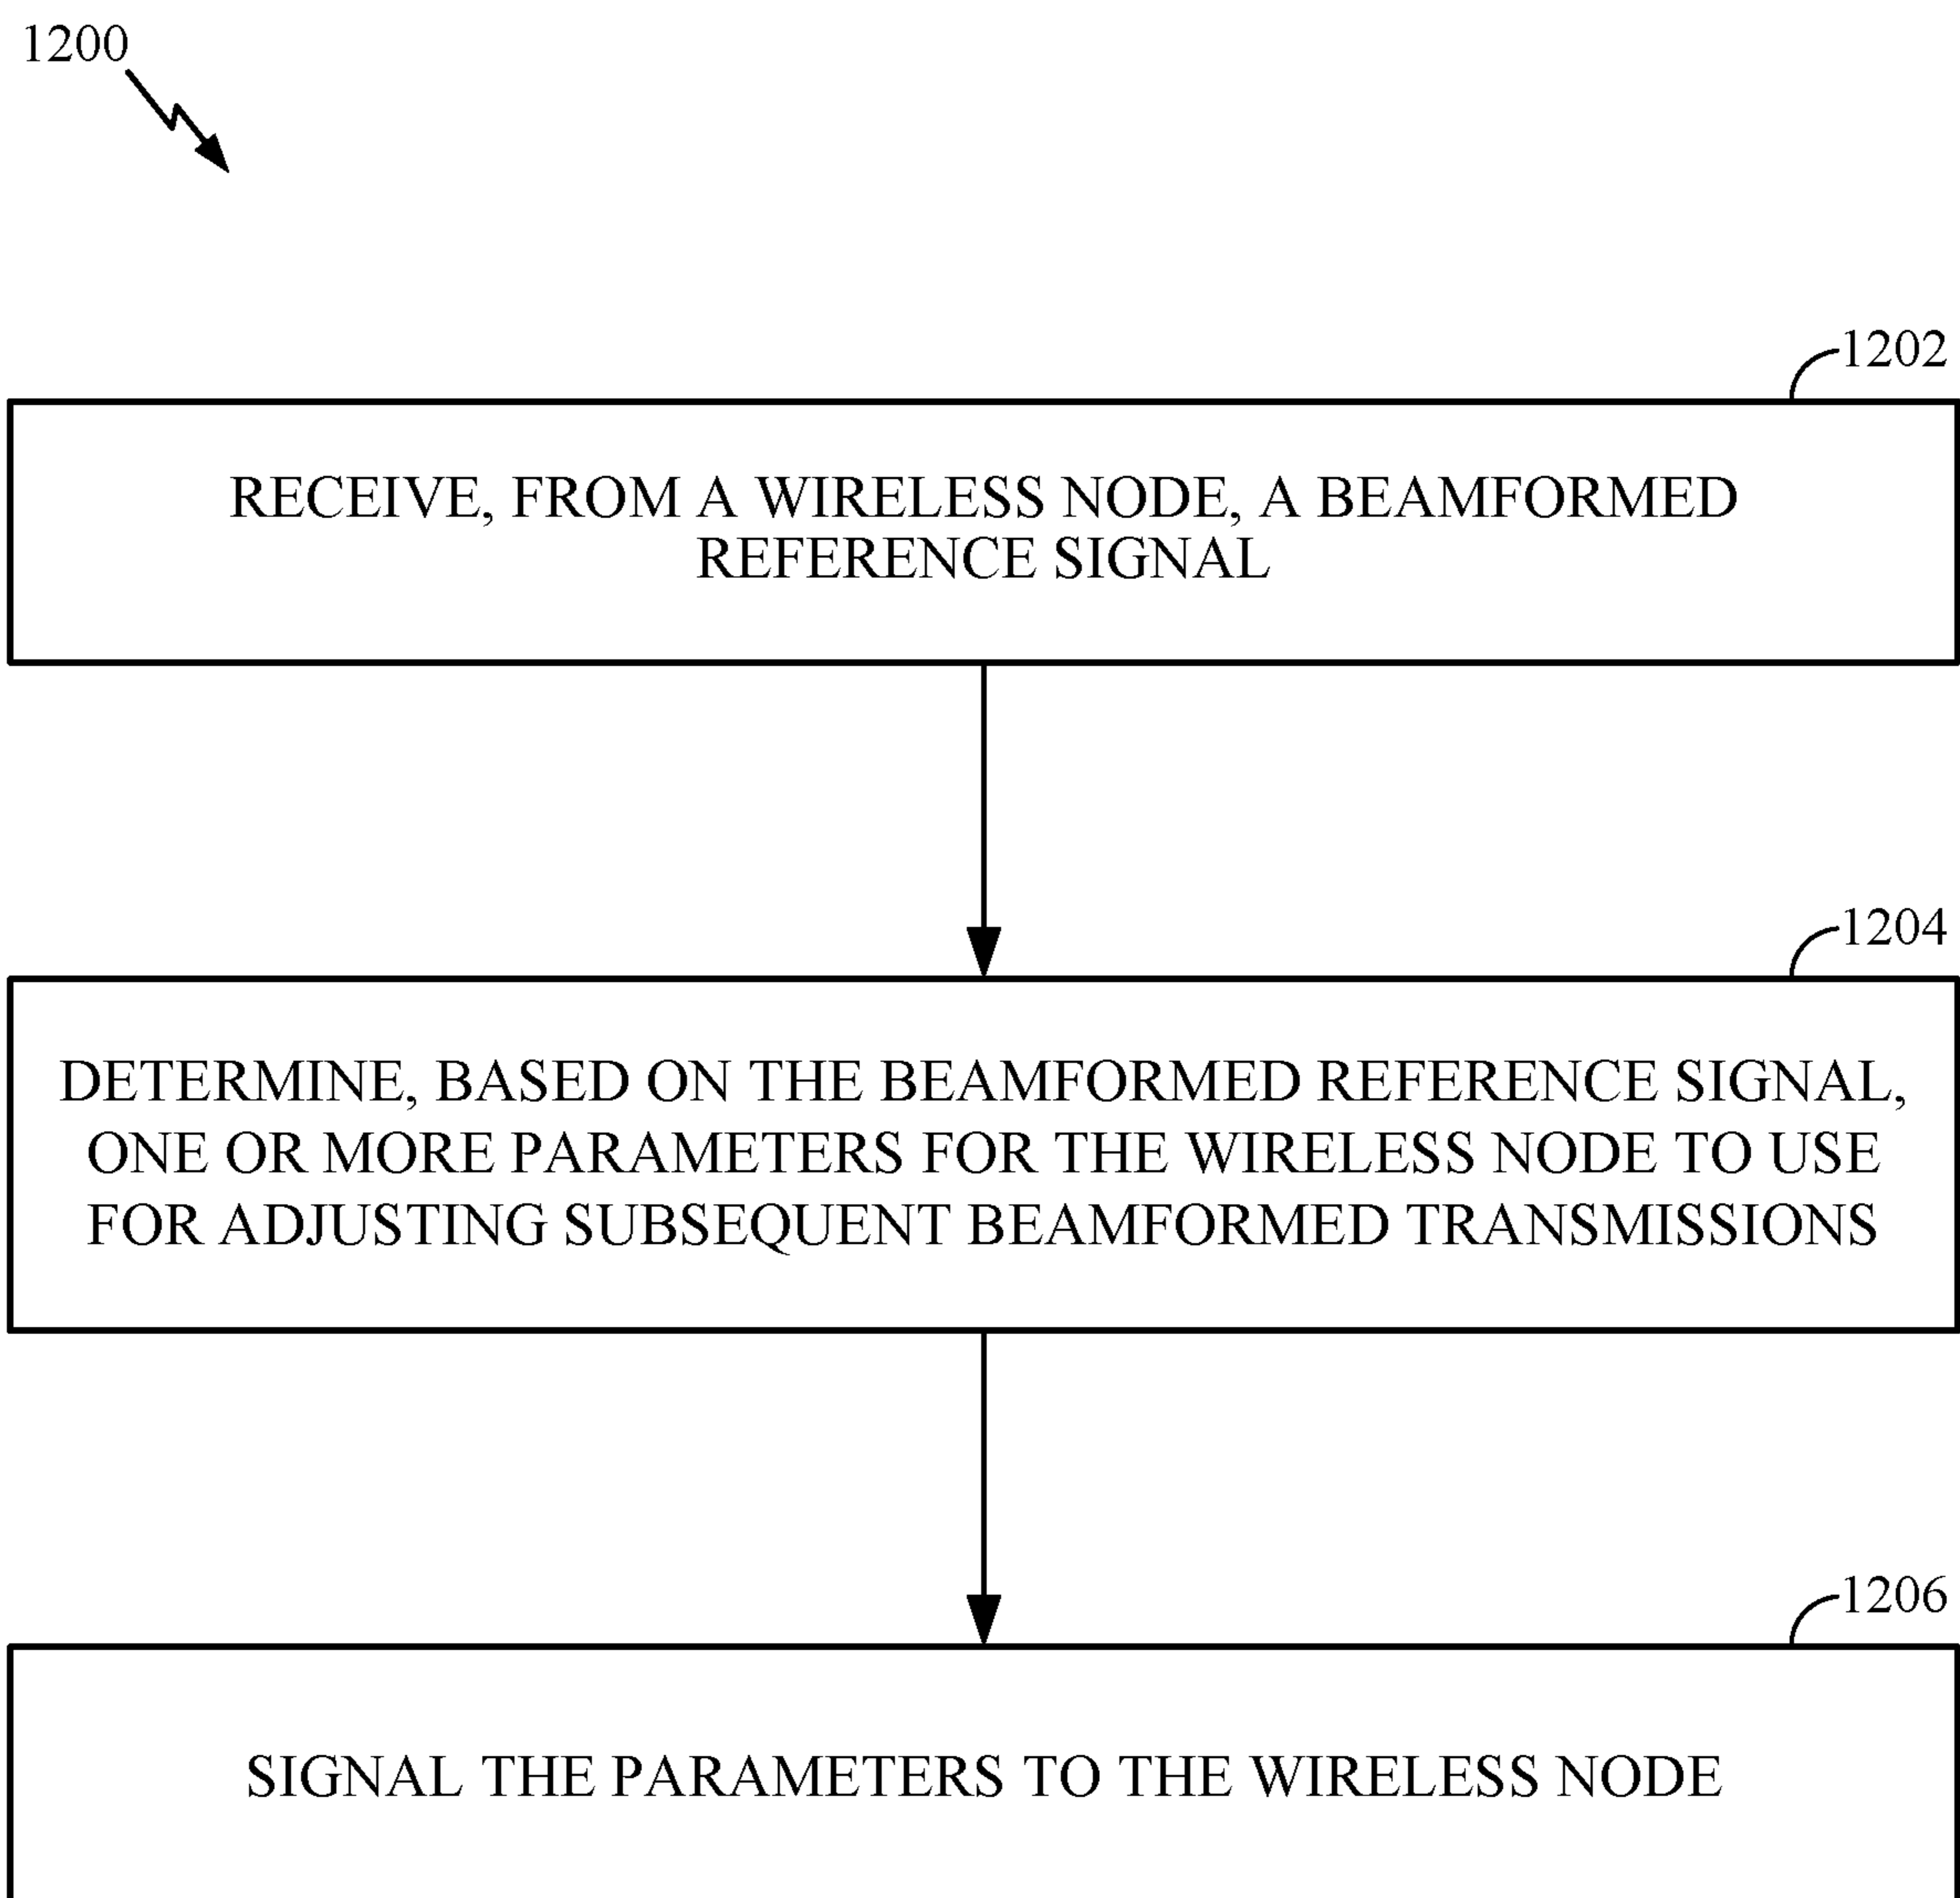 1200
1202
RECEIVE, FROM A WIRELESS NODE, A BEAMFORMED
REFERENCE SIGNAL
1204
DETERMINE, BASED ON THE BEAMFORMED REFERENCE SIGNAL,
ONE OR MORE PARAMETERS FOR THE WIRELESS NODE TO USE
FOR ADJUSTING SUBSEQUENT BEAMFORMED TRANSMISSIONS
1206
SIGNAL THE PARAMETERS TO THE WIRELESS NODE